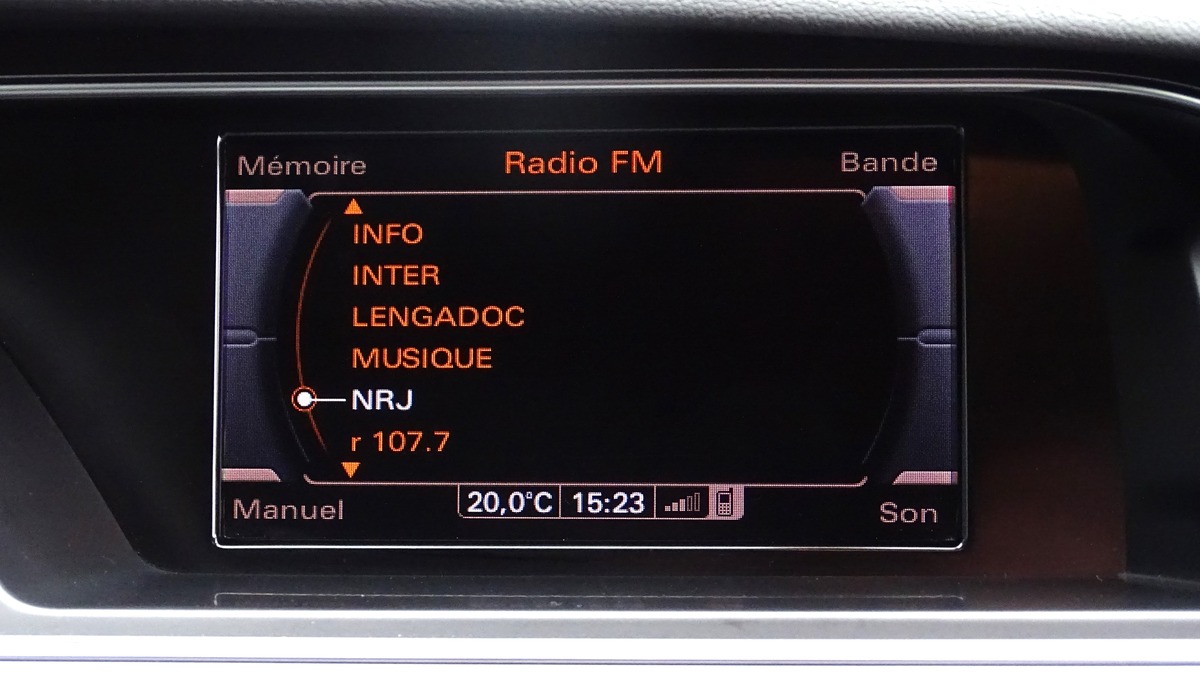 Mémoire Radio FM Bande
INFO
INTER
LENGADOC
MUSIQUE
NRJ
r 107.7
Manuel 20,0°C 15:23 Son